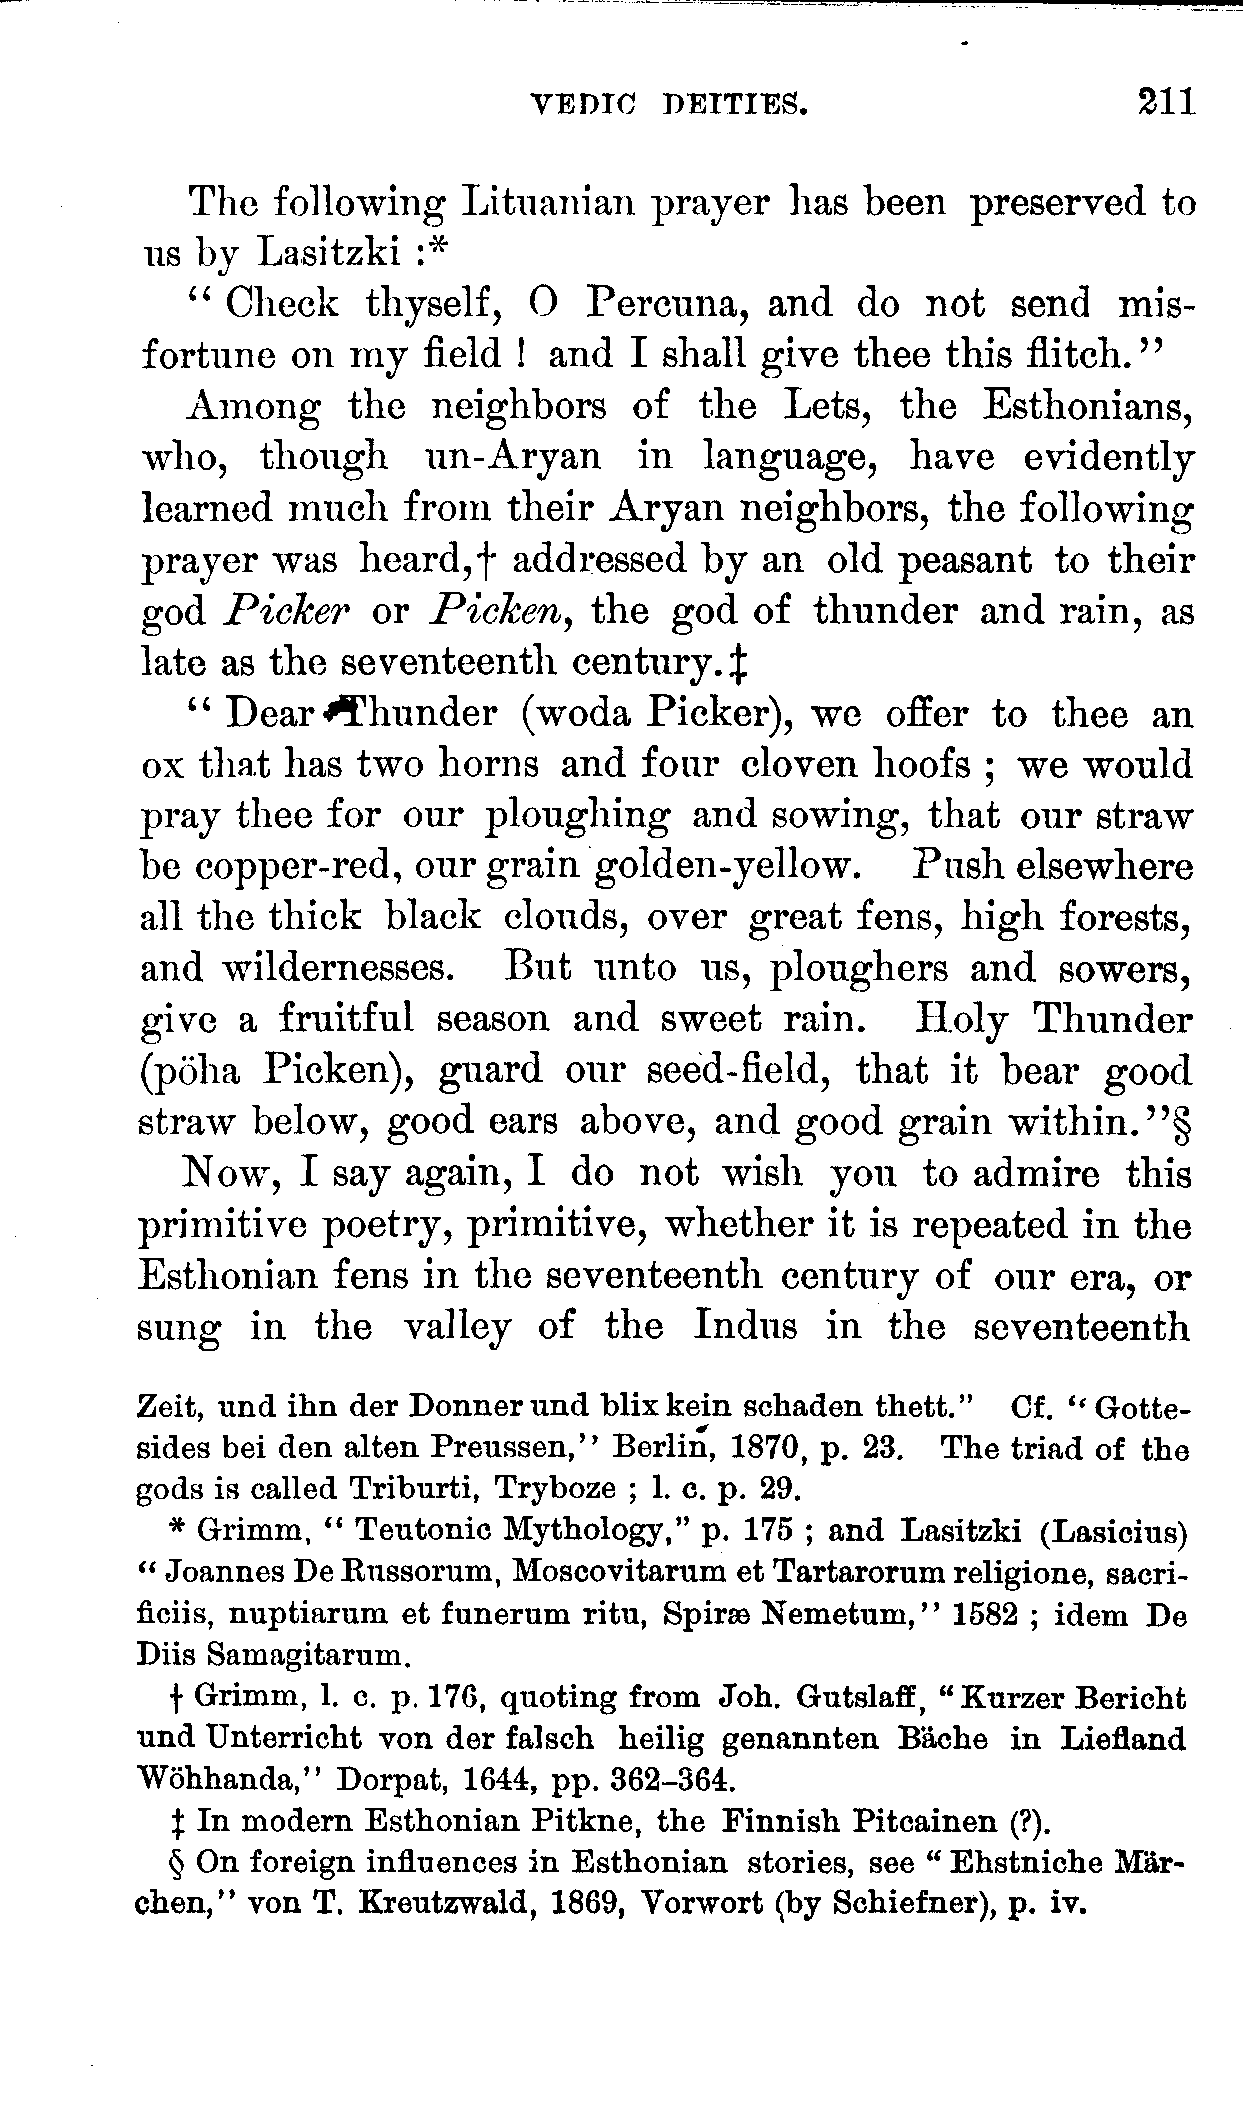 VEDIC DEITIES. 211
The following Lituanian prayer has been preserved to
us by Lasitzki :*
“ Check thyself, O Percuna, and do not send mis-
fortune on my field ! and I shall give thee this flitch.”
Among the neighbors of the Lets, the Esthonians,
who, though un-Aryan in language, have evidently
learned much from their Aryan neighbors, the following
prayer was heard,† addressed by an old peasant to their
god Picker or Picken, the god of thunder and rain, as
late as the seventeenth century.‡
“ Dear Thunder (woda Picker), we offer to thee an
ox that has two horns and four cloven hoofs ; we would
pray thee for our ploughing and sowing, that our straw
be copper-red, our grain golden-yellow. Push elsewhere
all the thick black clouds, over great fens, high forests,
and wildernesses. But unto us, ploughers and sowers,
give a fruitful season and sweet rain. Holy Thunder
(pöha Picken), guard our seed-field, that it bear good
straw below, good ears above, and good grain within.”§
Now, I say again, I do not wish you to admire this
primitive poetry, primitive, whether it is repeated in the
Esthonian fens in the seventeenth century of our era, or
sung in the valley of the Indus in the seventeenth
Zeit, und ihn der Donner und blix kein schaden thett.” Cf. “ Gotte-
sides bei den alten Preussen,” Berlin, 1870, p. 23. The triad of the
gods is called Triburti, Tryboze ; l. c. p. 29.
* Grimm, “ Teutonic Mythology,” p. 175 ; and Lasitzki (Lasicius)
“ Joannes De Russorum, Moscovitarum et Tartarorum religione, sacri-
ficiis, nuptiarum et funerum ritu, Spiræ Nemetum,” 1582 ; idem De
Diis Samagitarum.
† Grimm, l. c. p. 176, quoting from Joh. Gutslaff, “ Kurzer Bericht
und Unterricht von der falsch heilig genannten Bäche in Liefland
Wöhhanda,” Dorpat, 1644, pp. 362–364.
‡ In modern Esthonian Pitkne, the Finnish Pitcainen (?).
§ On foreign influences in Esthonian stories, see “ Ehstniche Mär-
chen,” von T. Kreutzwald, 1869, Vorwort (by Schiefner), p. iv.